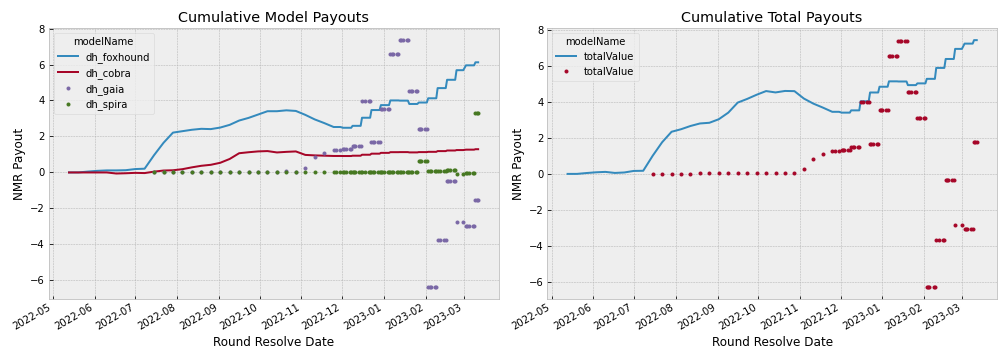 Cumulative Model Payouts
8
6
4
2
0
−2
−4
−6
NMR Payout
modelName
dh_foxhound
dh_cobra
dh_gaia
dh_spira
2022-05
2022-06
2022-07
2022-08
2022-09
2022-10
2022-11
2022-12
2023-01
2023-02
2023-03
Round Resolve Date
Cumulative Total Payouts
8
6
4
2
0
−2
−4
−6
NMR Payout
modelName
totalValue
totalValue
2022-05
2022-06
2022-07
2022-08
2022-09
2022-10
2022-11
2022-12
2023-01
2023-02
2023-03
Round Resolve Date